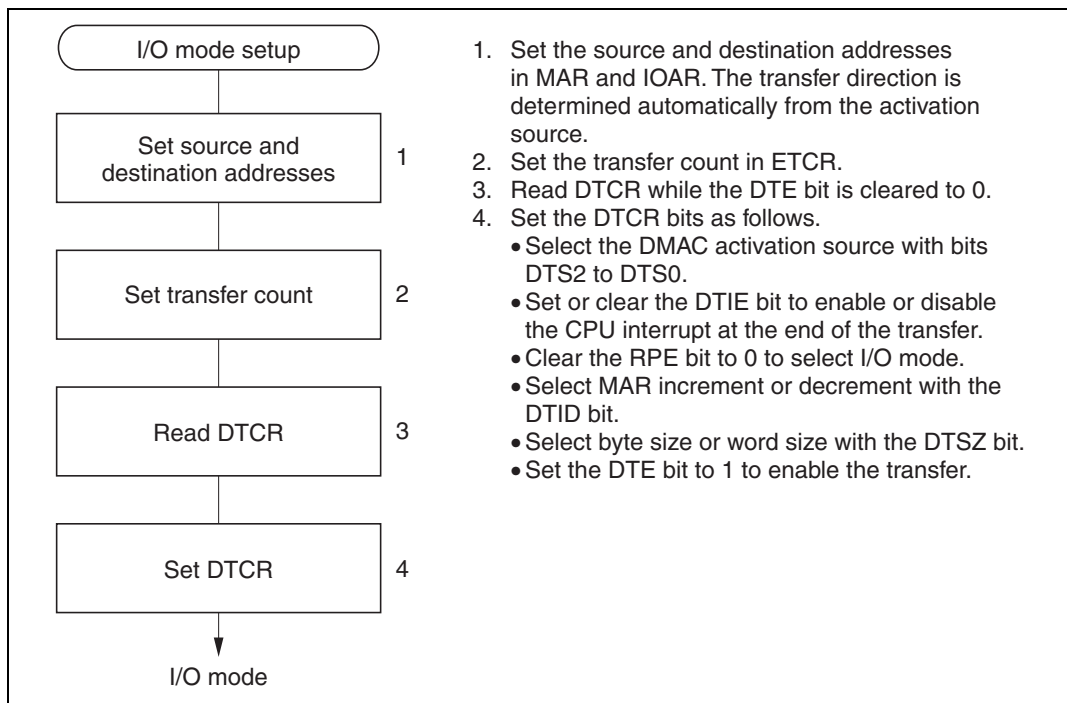 I/O mode setup
Set source and
destination addresses
1
Set transfer count
2
Read DTCR
3
Set DTCR
4
I/O mode
1. Set the source and destination addresses
in MAR and IOAR. The transfer direction is
determined automatically from the activation
source.
2. Set the transfer count in ETCR.
3. Read DTCR while the DTE bit is cleared to 0.
4. Set the DTCR bits as follows.
• Select the DMAC activation source with bits
DTS2 to DTS0.
• Set or clear the DTIE bit to enable or disable
the CPU interrupt at the end of the transfer.
• Clear the RPE bit to 0 to select I/O mode.
• Select MAR increment or decrement with the
DTID bit.
• Select byte size or word size with the DTSZ bit.
• Set the DTE bit to 1 to enable the transfer.